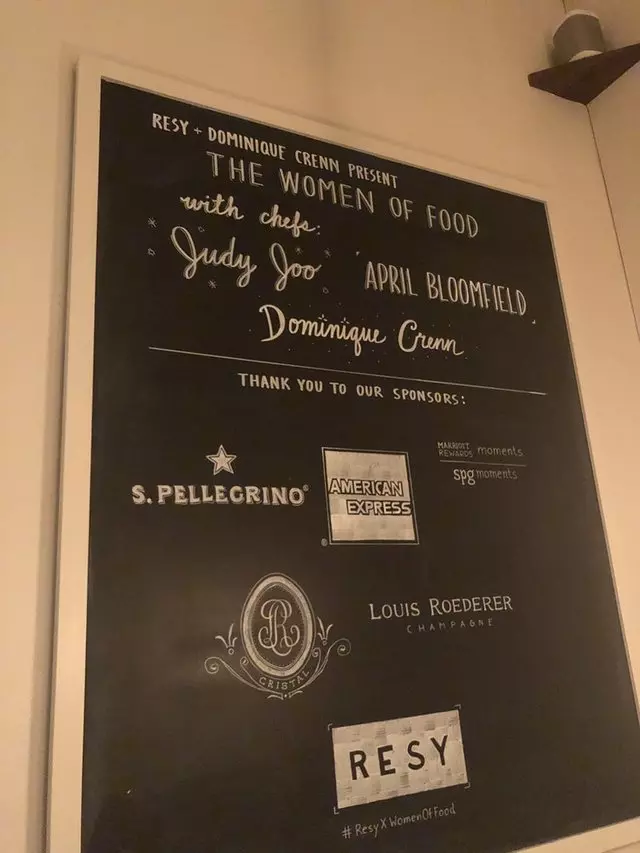 RESY + DOMINIQUE CRENN PRESENT
THE WOMEN OF FOOD
with chefs:
Judy Joo
APRIL BLOOMFIELD
Dominique Crenn
THANK YOU TO OUR SPONSORS:
S.PELLEGRINO®
AMERICAN
EXPRESS
®
MARRIOTT
REWARDS moments
spg moments
LR
CRISTAL
LOUIS ROEDERER
CHAMPAGNE
RESY
#ResyXWomenOfFood